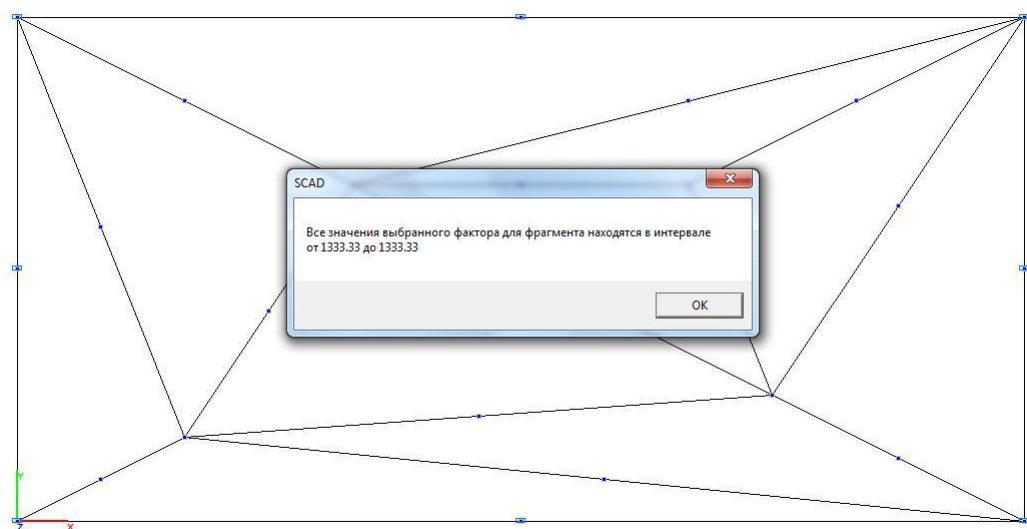 SCAD
Все значения выбранного фактора для фрагмента находятся в интервале
от 1333.33 до 1333.33
OK
Y
Z
X